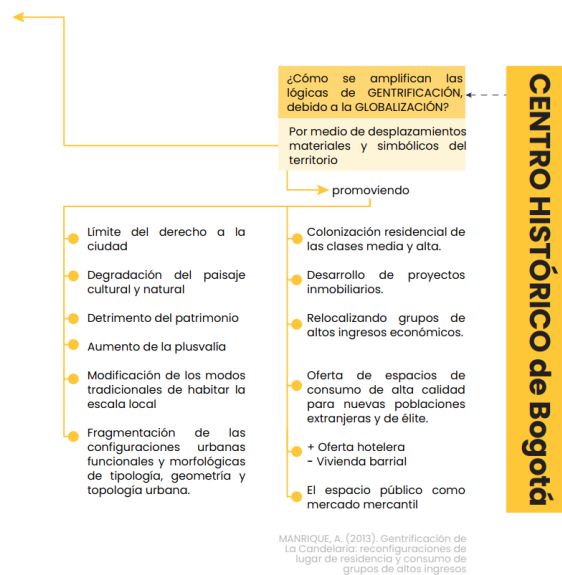 ¿Cómo se amplifican las
lógicas de GENTRIFICACIÓN,
debido a la GLOBALIZACIÓN?
Por medio de desplazamientos
materiales y simbólicos del
territorio
promoviendo
Límite del derecho a la
ciudad
Degradación del paisaje
cultural y natural
Detrimento del patrimonio
Aumento de la plusvalía
Modificación de los modos
tradicionales de habitar la
escala local
Fragmentación de las
configuraciones urbanas
funcionales y morfológicas
de tipología, geometría y
topología urbana.
Colonización residencial de
las clases media y alta.
Desarrollo de proyectos
inmobiliarios.
Relocalizando grupos de
altos ingresos económicos.
Oferta de espacios de
consumo de alta calidad
para nuevas poblaciones
extranjeras y de élite.
+ Oferta hotelera
- Vivienda barrial
El espacio público como
mercado mercantil
MANRIQUE, A. (2013). Gentrificación de
La Candelaria: reconfiguraciones de
lugar de residencia y consumo de
grupos de altos ingresos
CENTRO HISTÓRICO de Bogotá